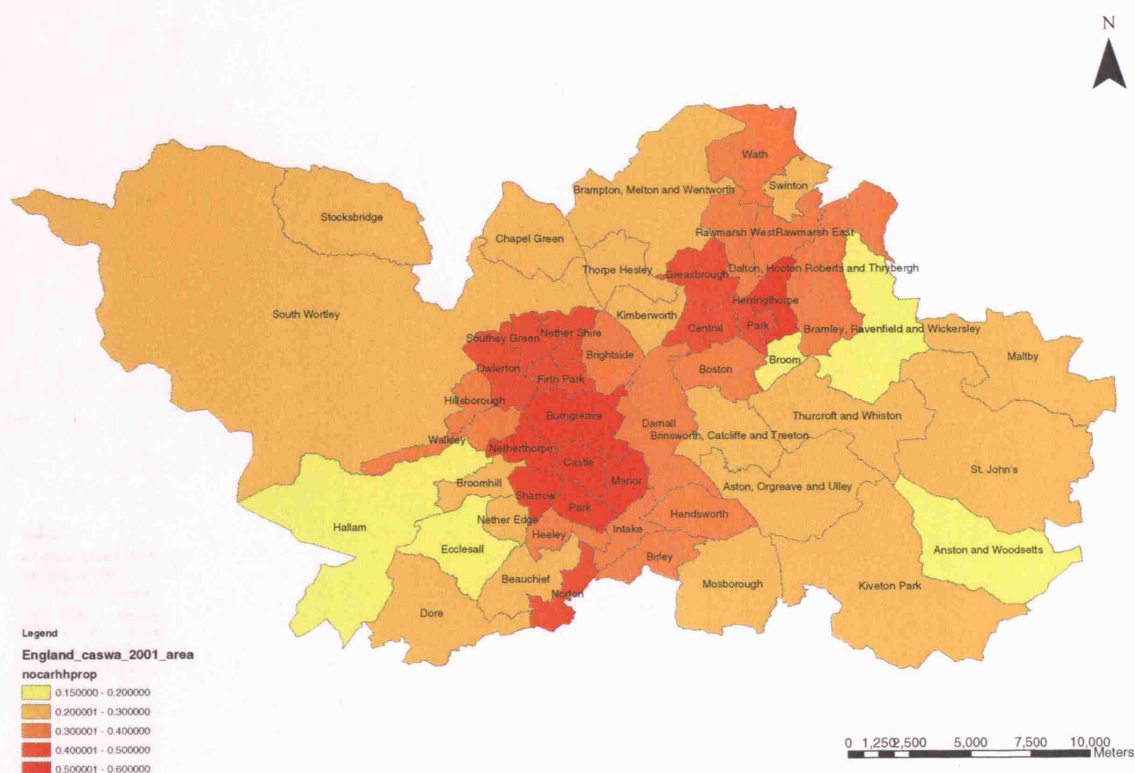 N
Wath
Swinton
Brampton, Melton and Wentworth
Stocksbridge
Rawmarsh West
Rawmarsh East
Chapel Green
Thorpe Hesley
Greasbrough
Dalton, Hooton Roberts and Thrybergh
Herringthorpe
South Wortley
Kimberworth
Central
Park
Bramley, Ravenfield and Wickersley
Nether Shire
Southey Green
Brightside
Broom
Maltby
Owlerton
Firth Park
Boston
Hillsborough
Burngreave
Darnall
Thurcroft and Whiston
Walkley
Brinsworth, Catcliffe and Treeton
Netherthorpe
Castle
St. John's
Broomhill
Manor
Aston, Orgreave and Ulley
Sharrow
Park
Handsworth
Hallam
Nether Edge
Heeley
Intake
Ecclesall
Birley
Anston and Woodsetts
Beauchief
Mosborough
Kiveton Park
Norton
Dore
Legend
England_caswa_2001_area
nocarhhprop
0.150000 - 0.200000
0.200001 - 0.300000
0.300001 - 0.400000
0.400001 - 0.500000
0.500001 - 0.600000
0 1,250 2,500 5,000 7,500 10,000
Meters